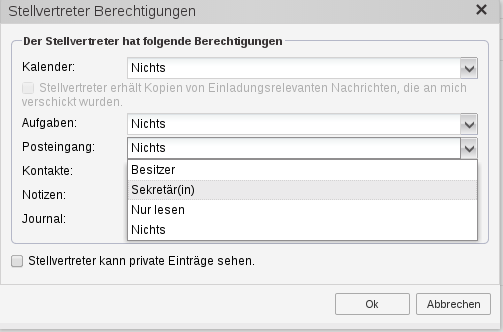 Stellvertreter Berechtigungen
Der Stellvertreter hat folgende Berechtigungen
Kalender: Nichts
Stellvertreter erhält Kopien von Einladungsrelevanten Nachrichten, die an mich
verschickt wurden.
Aufgaben: Nichts
Posteingang: Nichts
Kontakte: Besitzer
Notizen: Sekretär(in)
Nur lesen
Journal: Nichts
Stellvertreter kann private Einträge sehen.
Ok Abbrechen